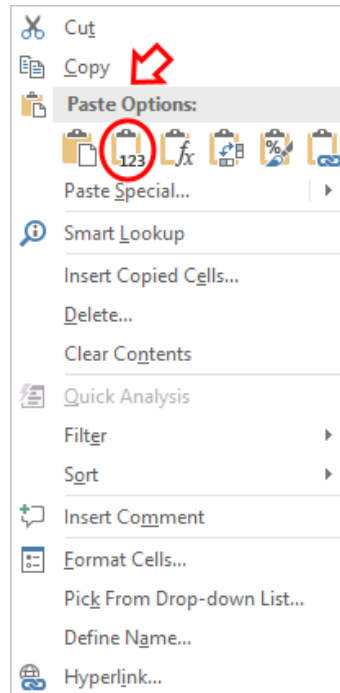 Cut
Copy
Paste Options:
123 fx %
Paste Special...
Smart Lookup
Insert Copied Cells...
Delete...
Clear Contents
Quick Analysis
Filter
Sort
Insert Comment
Format Cells...
Pick From Drop-down List...
Define Name...
Hyperlink...